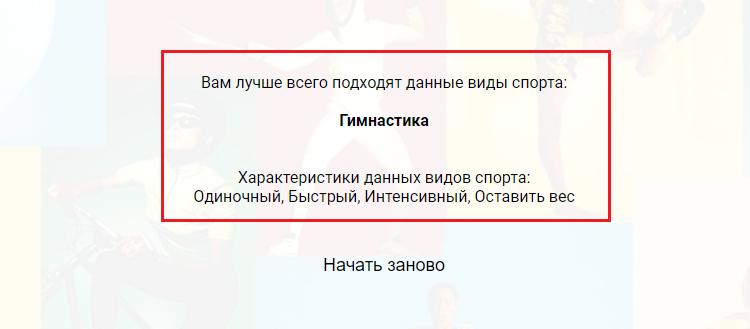 Вам лучше всего подходят данные виды спорта:
Гимнастика
Характеристики данных видов спорта:
Одиночный, Быстрый, Интенсивный, Оставить вес
Начать заново